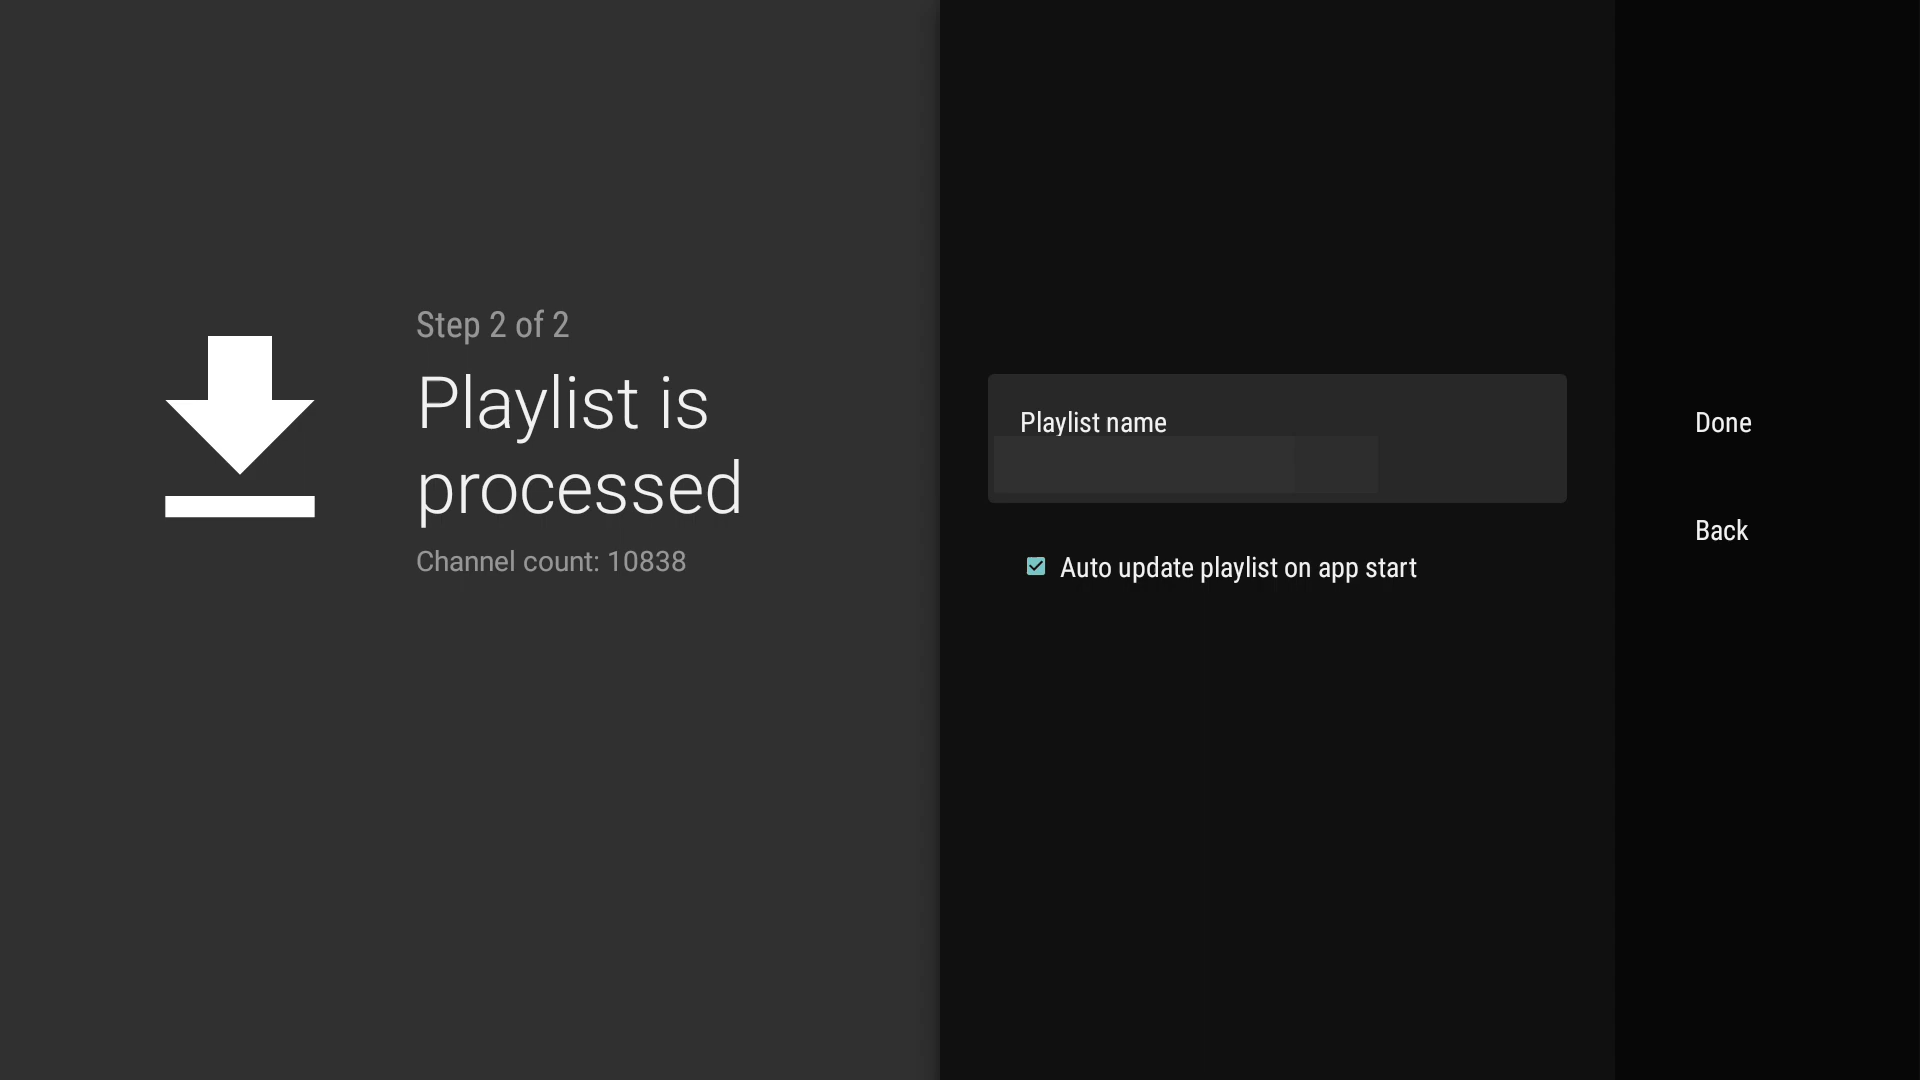 Step 2 of 2
Playlist is
processed
Channel count: 10838
Playlist name
Auto update playlist on app start
Done
Back